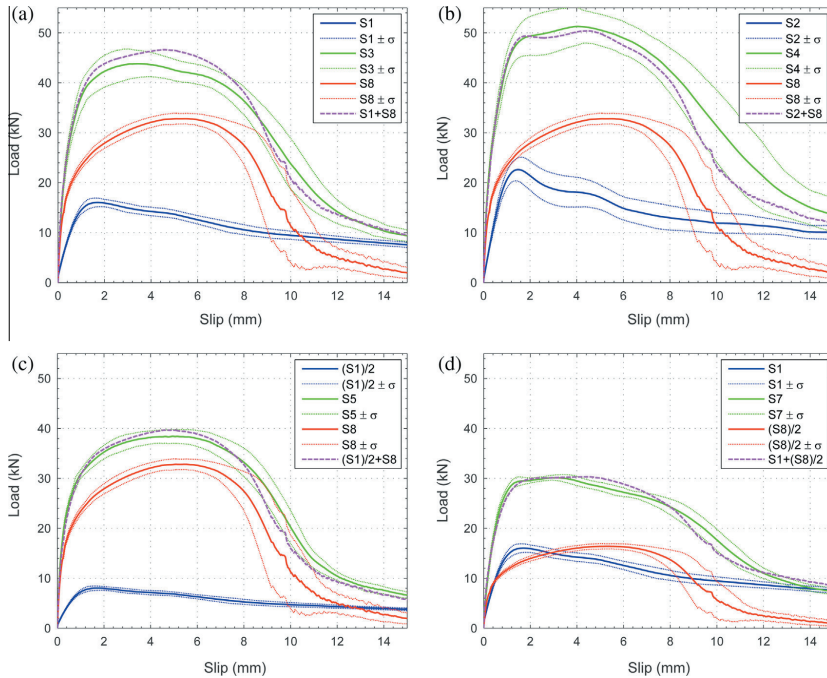 (a)
50
40
30
20
10
0
Load (kN)
0 2 4 6 8 10 12 14
Slip (mm)
S1
S1 ± σ
S3
S3 ± σ
S8
S8 ± σ
S1+S8
(b)
50
40
30
20
10
0
Load (kN)
0 2 4 6 8 10 12 14
Slip (mm)
S2
S2 ± σ
S4
S4 ± σ
S8
S8 ± σ
S2+S8
(c)
50
40
30
20
10
0
Load (kN)
0 2 4 6 8 10 12 14
Slip (mm)
(S1)/2
(S1)/2 ± σ
S5
S5 ± σ
S8
S8 ± σ
(S1)/2+S8
(d)
50
40
30
20
10
0
Load (kN)
0 2 4 6 8 10 12 14
Slip (mm)
S1
S1 ± σ
S7
S7 ± σ
(S8)/2
(S8)/2 ± σ
S1+(S8)/2